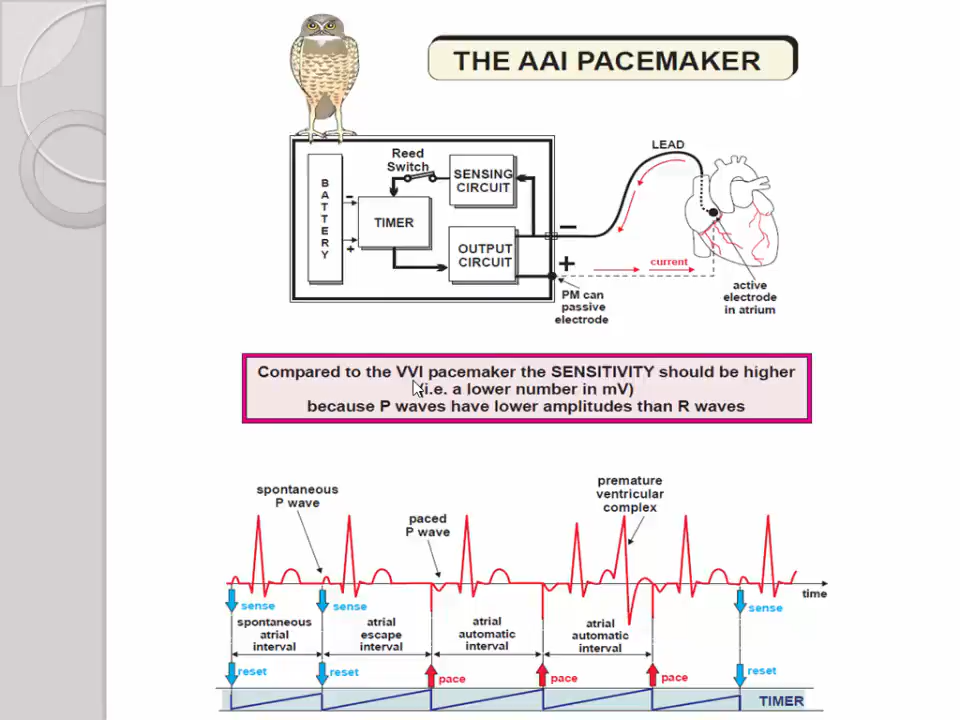 THE AAI PACEMAKER
LEAD
Reed
Switch
SENSING
CIRCUIT
BATTERY
-
+
TIMER
OUTPUT
CIRCUIT
−
+
current
PM can
passive
electrode
active
electrode
in atrium
Compared to the VVI pacemaker the SENSITIVITY should be higher
(i.e. a lower number in mV)
because P waves have lower amplitudes than R waves
spontaneous
P wave
paced
P wave
premature
ventricular
complex
time
sense
sense
sense
spontaneous
atrial
interval
atrial
escape
interval
atrial
automatic
interval
atrial
automatic
interval
reset
reset
pace
pace
pace
reset
TIMER